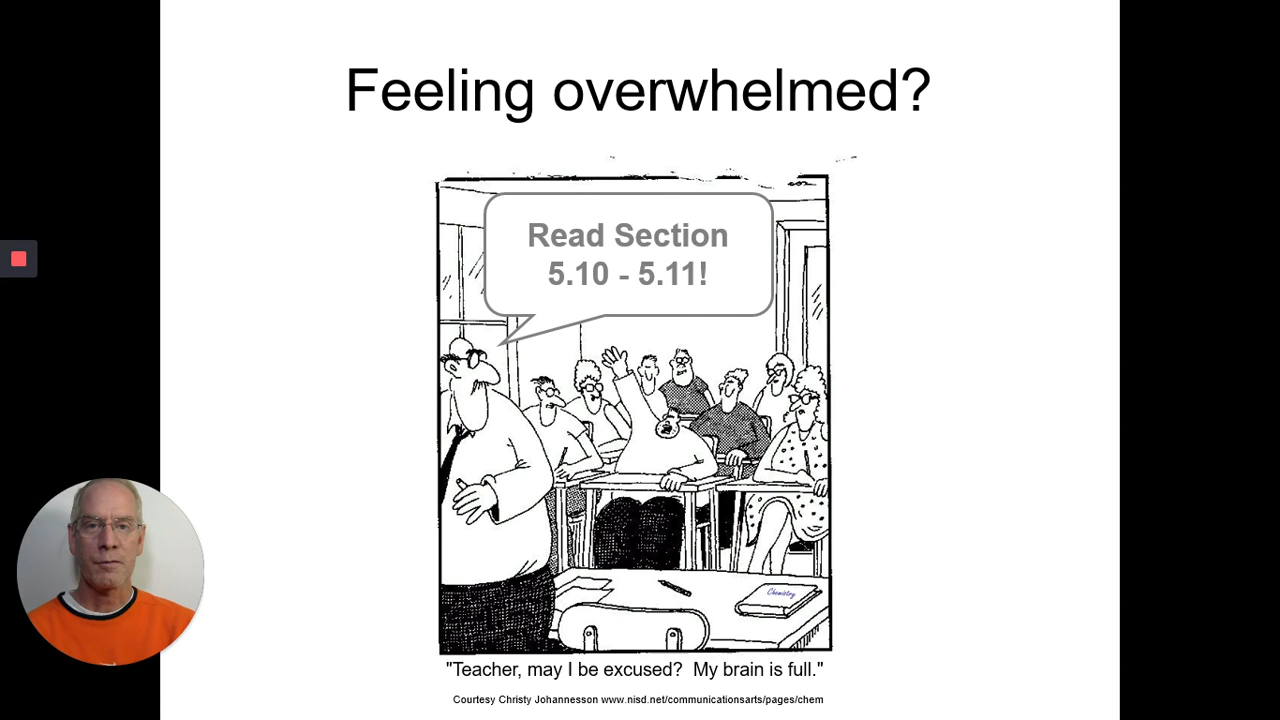 Feeling overwhelmed?
Read Section
5.10 - 5.11!
Chemistry
"Teacher, may I be excused?  My brain is full."
Courtesy Christy Johannesson www.nisd.net/communicationsarts/pages/chem